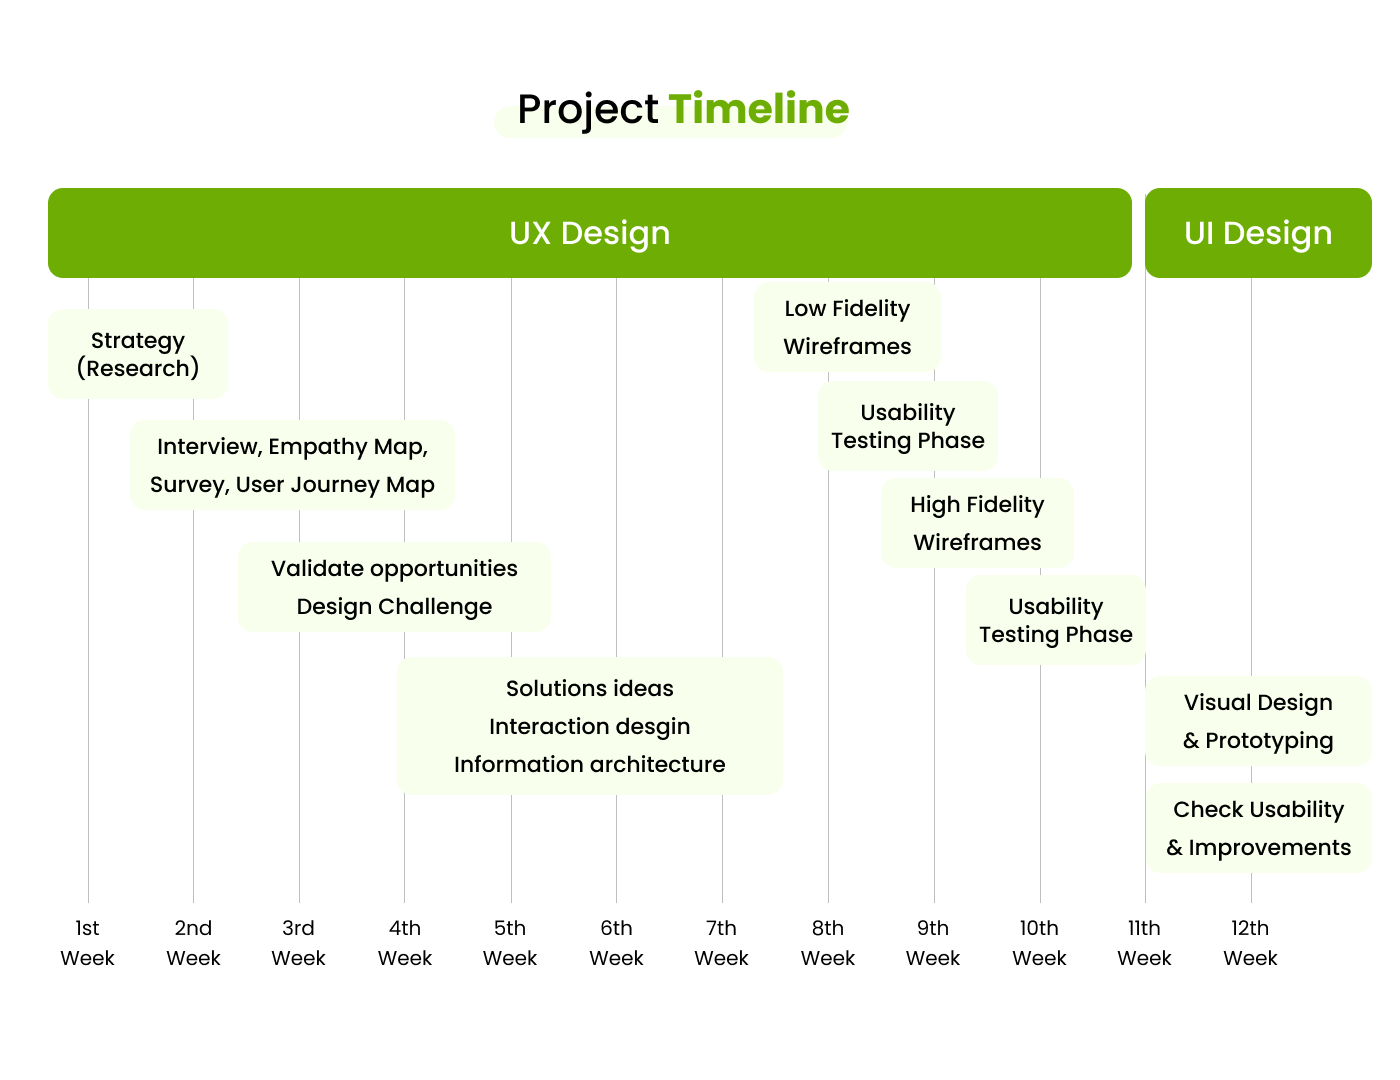 Project Timeline
UX Design
UI Design
Strategy
(Research)
Interview, Empathy Map,
Survey, User Journey Map
Validate opportunities
Design Challenge
Solutions ideas
Interaction desgin
Information architecture
Low Fidelity
Wireframes
Usability
Testing Phase
High Fidelity
Wireframes
Usability
Testing Phase
Visual Design
& Prototyping
Check Usability
& Improvements
1st
Week
2nd
Week
3rd
Week
4th
Week
5th
Week
6th
Week
7th
Week
8th
Week
9th
Week
10th
Week
11th
Week
12th
Week